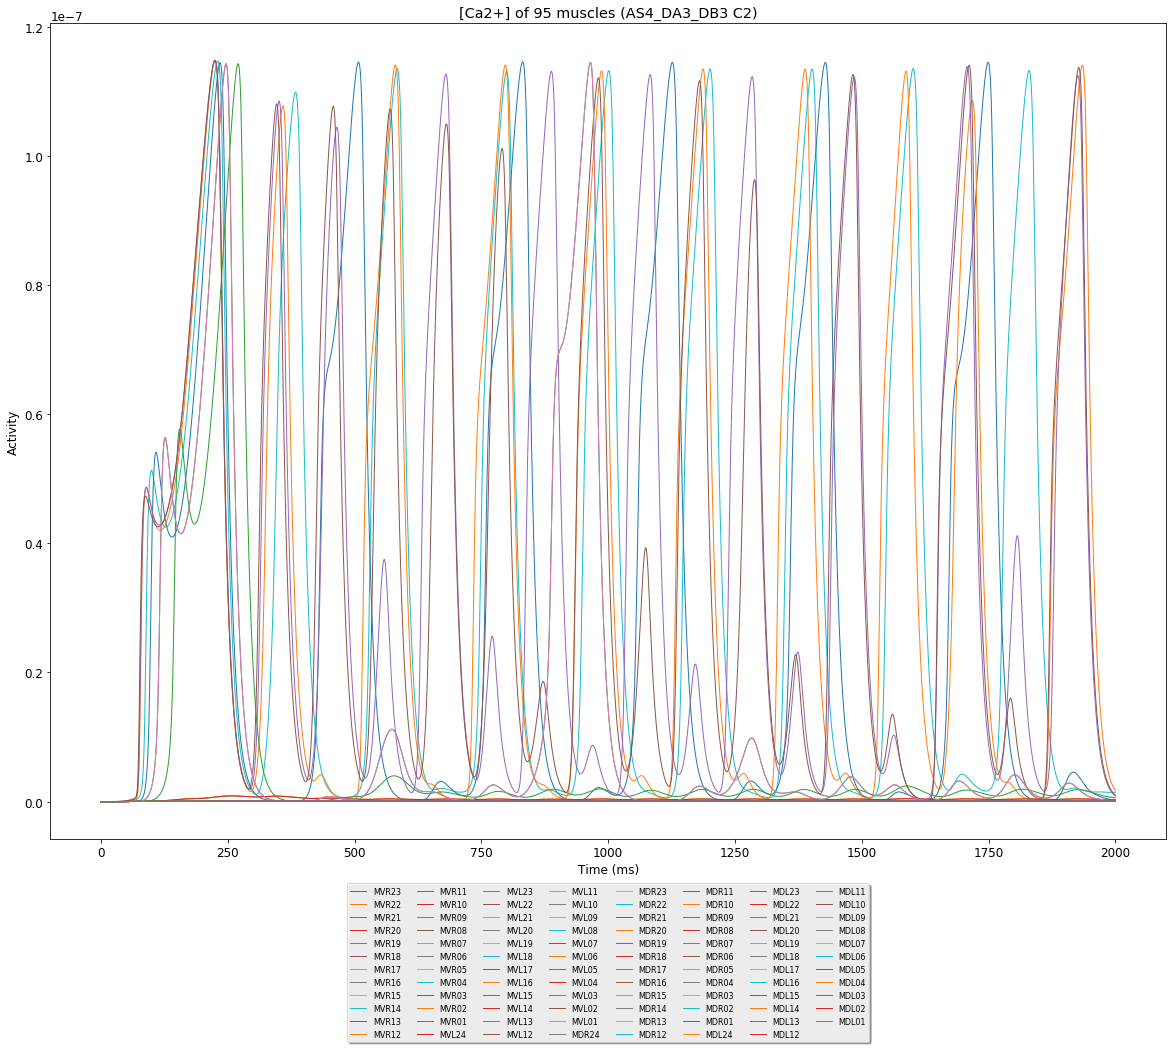 [Ca2+] of 95 muscles (AS4_DA3_DB3 C2)
1e−7
1.2
1.0
0.8
0.6
0.4
0.2
0.0
Activity
0 250 500 750 1000 1250 1500 1750 2000
Time (ms)
MVR23 MVR11 MVL23 MVL11 MDR23 MDR11 MDL23 MDL11
MVR22 MVR10 MVL22 MVL10 MDR22 MDR10 MDL22 MDL10
MVR21 MVR09 MVL21 MVL09 MDR21 MDR09 MDL21 MDL09
MVR20 MVR08 MVL20 MVL08 MDR20 MDR08 MDL20 MDL08
MVR19 MVR07 MVL19 MVL07 MDR19 MDR07 MDL19 MDL07
MVR18 MVR06 MVL18 MVL06 MDR18 MDR06 MDL18 MDL06
MVR17 MVR05 MVL17 MVL05 MDR17 MDR05 MDL17 MDL05
MVR16 MVR04 MVL16 MVL04 MDR16 MDR04 MDL16 MDL04
MVR15 MVR03 MVL15 MVL03 MDR15 MDR03 MDL15 MDL03
MVR14 MVR02 MVL14 MVL02 MDR14 MDR02 MDL14 MDL02
MVR13 MVR01 MVL13 MVL01 MDR13 MDR01 MDL13 MDL01
MVR12 MVL24 MVL12 MDR24 MDR12 MDL24 MDL12